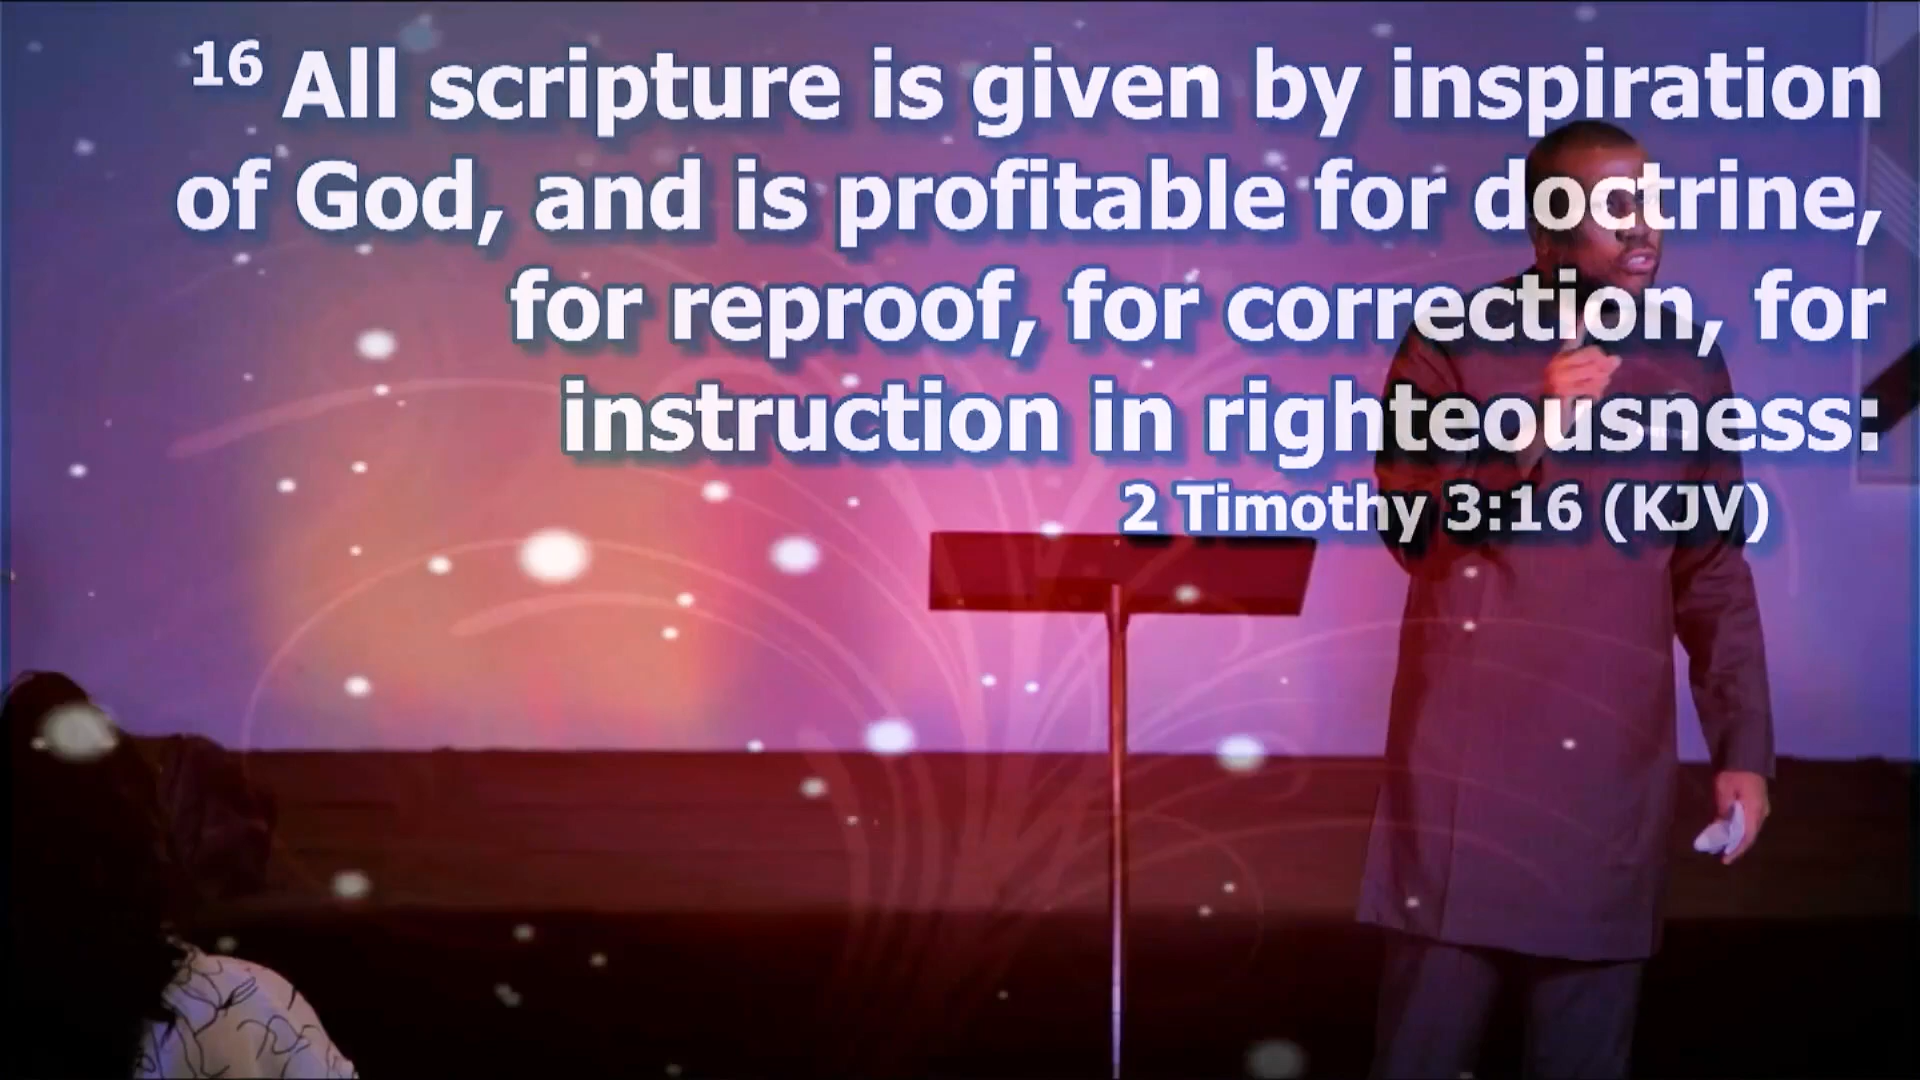 16 All scripture is given by inspiration
of God, and is profitable for doctrine,
for reproof, for correction, for
instruction in righteousness:
2 Timothy 3:16 (KJV)